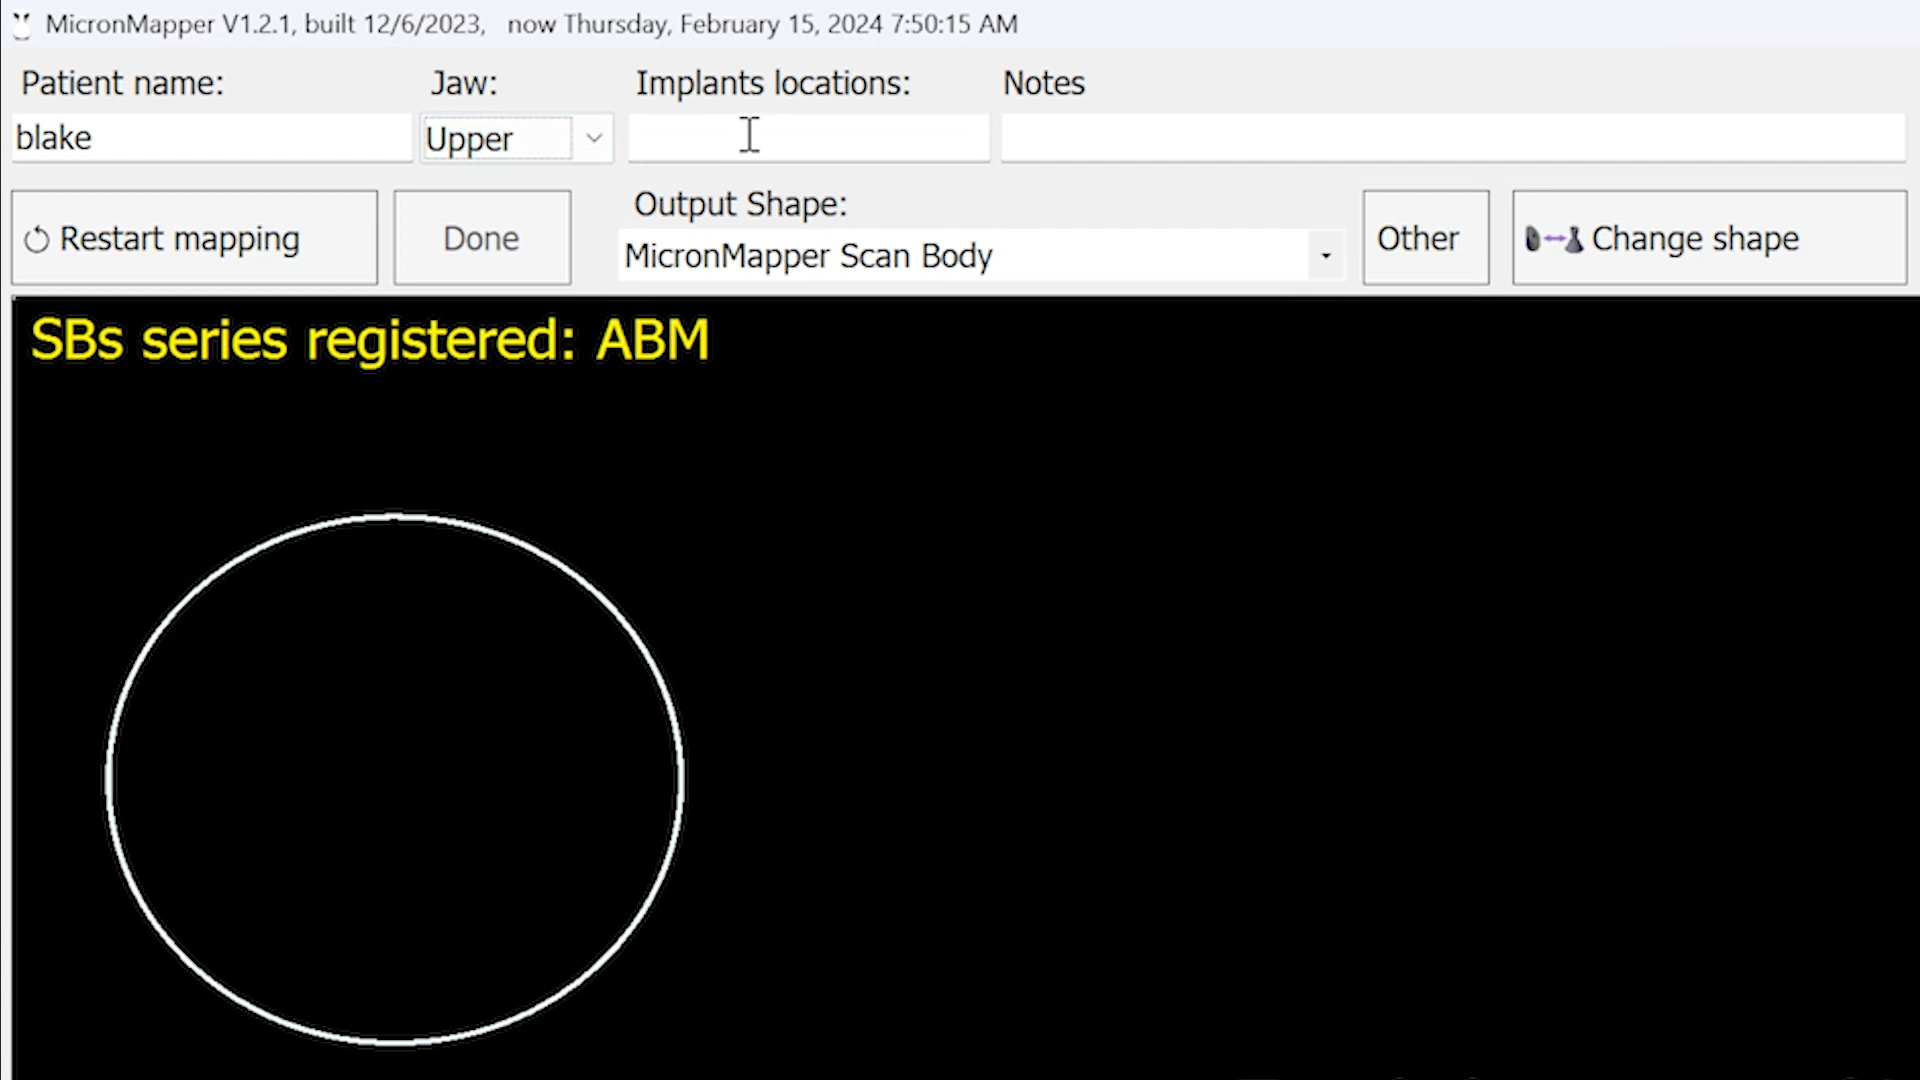 MicronMapper V1.2.1, built 12/6/2023, now Thursday, February 15, 2024 7:50:15 AM
Patient name: Jaw: Implants locations: Notes
blake Upper
Output Shape:
Restart mapping Done MicronMapper Scan Body Other Change shape
SBs series registered: ABM